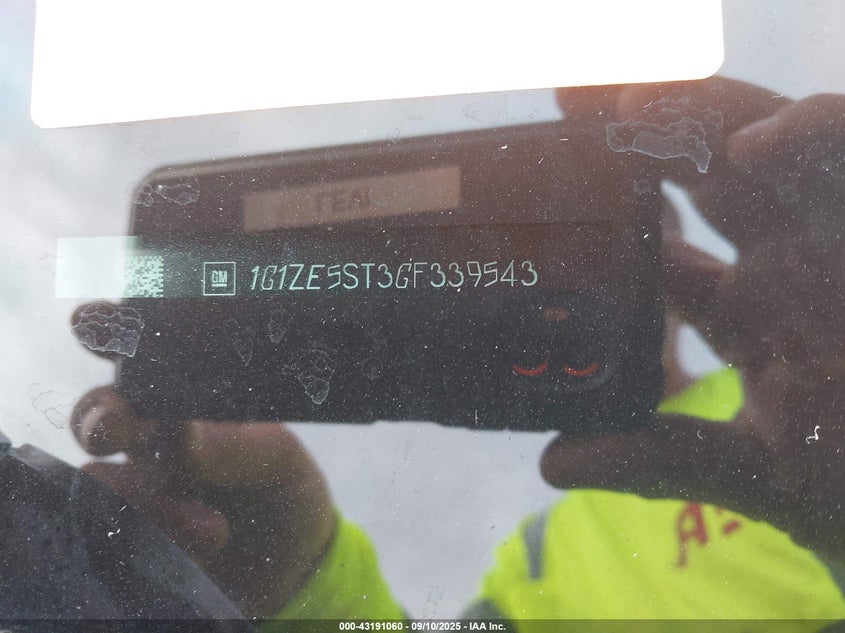 GM 1G1ZE5ST3GF339543
000-43191060 - 09/10/2025 - IAA Inc.